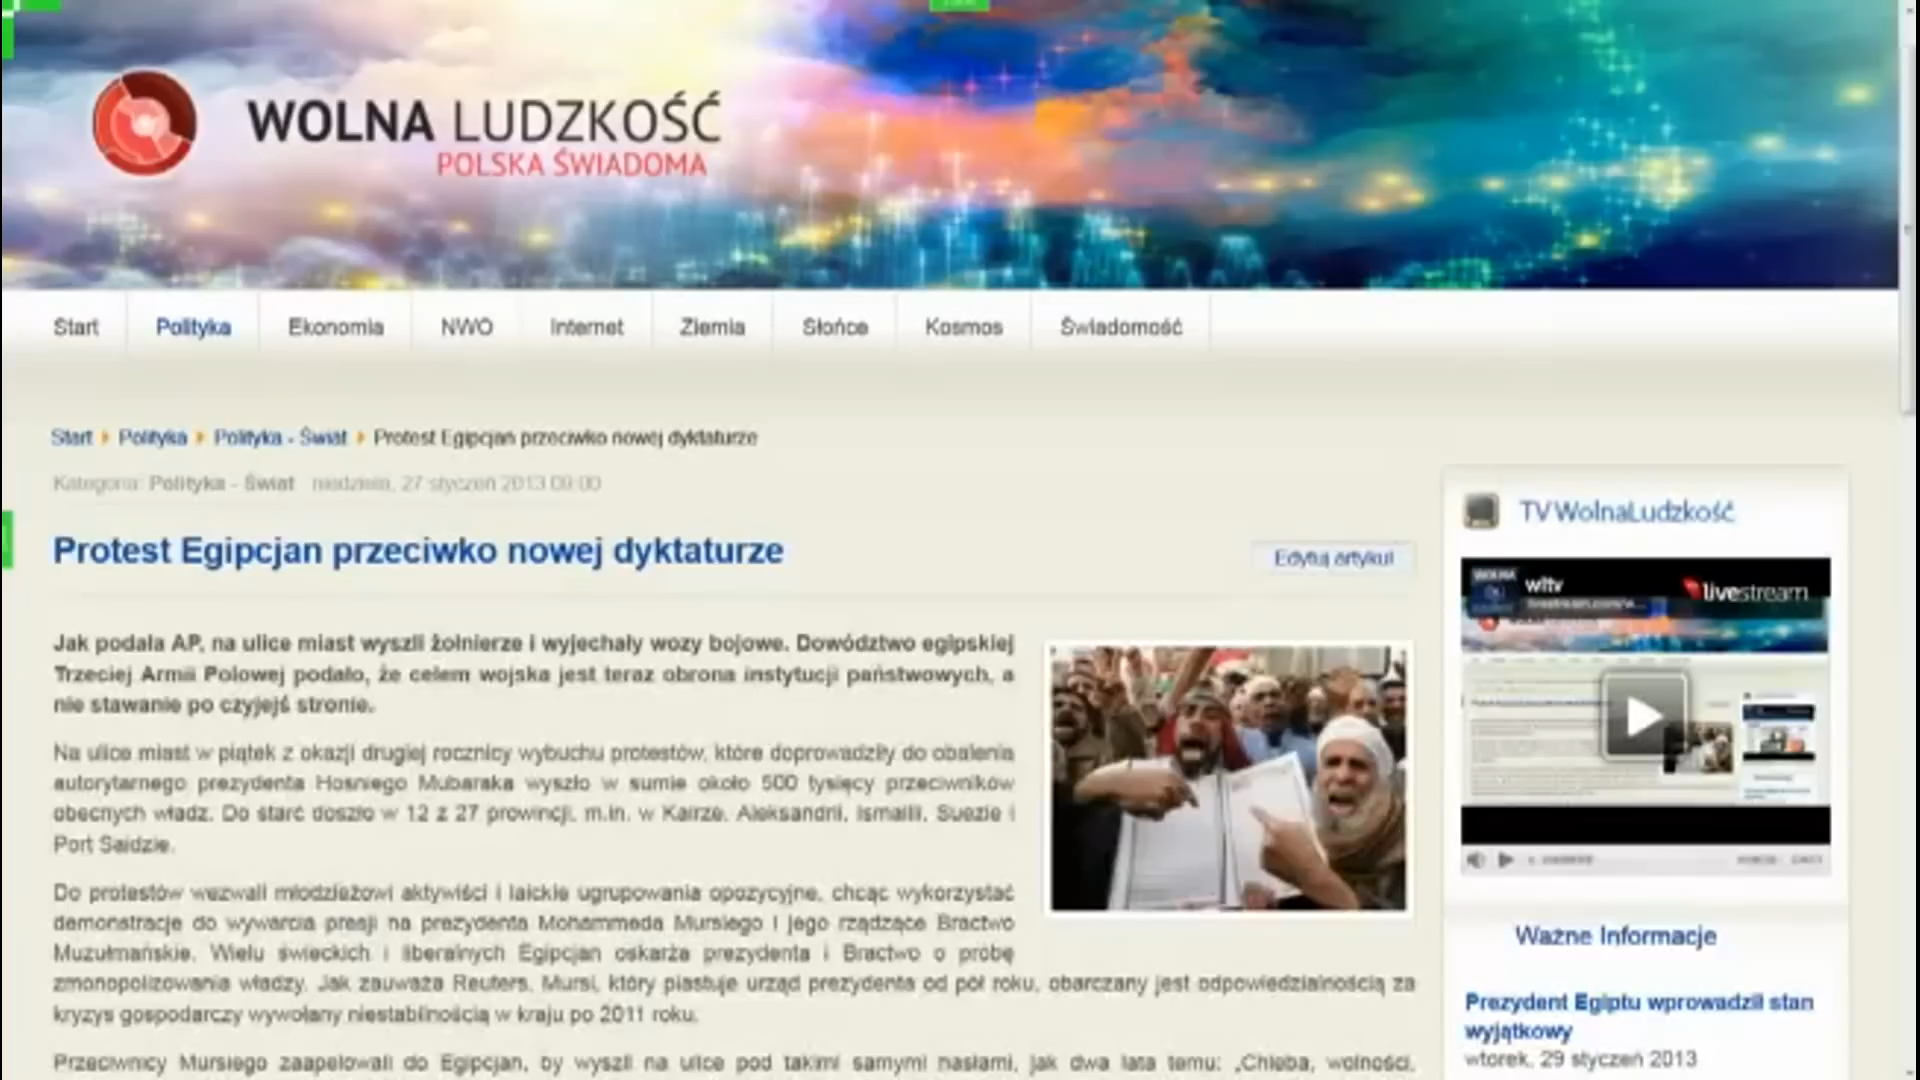 WOLNA LUDZKOŚĆ
POLSKA ŚWIADOMA
Start Polityka Ekonomia NWO Internet Ziemia Słońce Kosmos Świadomość
Start Polityka Polityka - Świat Protest Egipcjan przeciwko nowej dyktaturze
Kategoria: Polityka - Świat niedziela, 27 styczeń 2013 09:00
Protest Egipcjan przeciwko nowej dyktaturze
Edytuj artykuł
Jak podała AP, na ulice miast wyszli żołnierze i wyjechały wozy bojowe. Dowództwo egipskiej
Trzeciej Armii Polowej podało, że celem wojska jest teraz obrona instytucji państwowych, a
nie stawanie po czyjejś stronie.
Na ulice miast w piątek z okazji drugiej rocznicy wybuchu protestów, które doprowadziły do obalenia
autorytarnego prezydenta Hosniego Mubaraka wyszło w sumie około 500 tysięcy przeciwników
obecnych władz. Do starć doszło w 12 z 27 prowincji, m.in. w Kairze, Aleksandrii, Ismailii, Suezie i
Port Saidzie.
Do protestów wezwali młodzieżowi aktywiści i laickie ugrupowania opozycyjne, chcąc wykorzystać
demonstracje do wywarcia presji na prezydenta Mohammeda Mursiego i jego rządzące Bractwo
Muzułmańskie. Wielu świeckich i liberalnych Egipcjan oskarża prezydenta i Bractwo o próbę
zmonopolizowania władzy. Jak zauważa Reuters, Mursi, który piastuje urząd prezydenta od pół roku, obarczany jest odpowiedzialnością za
kryzys gospodarczy wywołany niestabilnością w kraju po 2011 roku.
Przeciwnicy Mursiego zaapelowali do Egipcjan, by wyszli na ulice pod takimi samymi hasłami, jak dwa lata temu: „Chleba, wolności,
TV WolnaLudzkość
WOLNA
wltv
livestream
Ważne Informacje
Prezydent Egiptu wprowadził stan
wyjątkowy
wtorek, 29 styczeń 2013